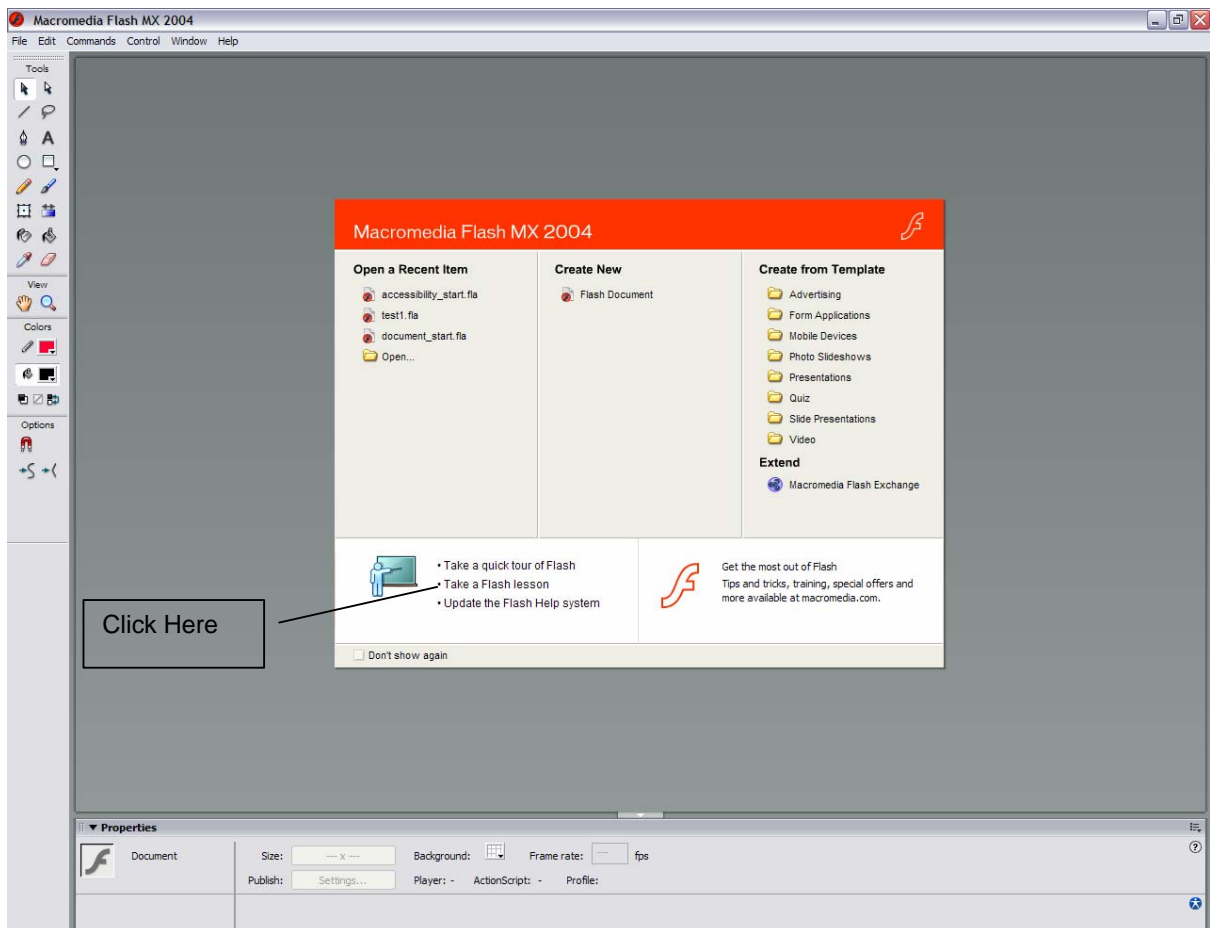 Macromedia Flash MX 2004
File Edit Commands Control Window Help
Tools
A
View
Colors
Options
Macromedia Flash MX 2004
Open a Recent Item
accessibility_start.fla
test1.fla
document_start.fla
Open...
Create New
Flash Document
Create from Template
Advertising
Form Applications
Mobile Devices
Photo Slideshows
Presentations
Quiz
Slide Presentations
Video
Extend
Macromedia Flash Exchange
• Take a quick tour of Flash
• Take a Flash lesson
• Update the Flash Help system
Get the most out of Flash
Tips and tricks, training, special offers and
more available at macromedia.com.
Click Here
Don't show again
Properties
Document
Size: --- x --- Background: Frame rate: --- fps
Publish: Settings... Player: - ActionScript: - Profile: